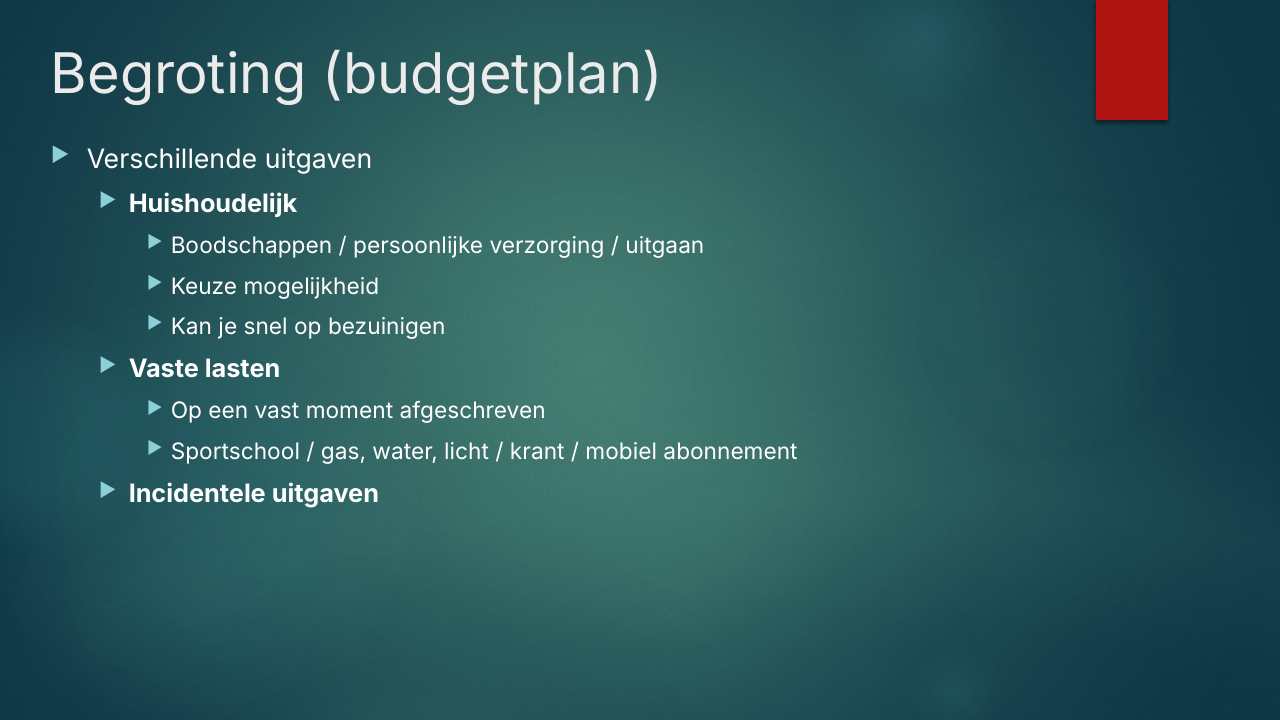 Begroting (budgetplan)
Verschillende uitgaven
Huishoudelijk
Boodschappen / persoonlijke verzorging / uitgaan
Keuze mogelijkheid
Kan je snel op bezuinigen
Vaste lasten
Op een vast moment afgeschreven
Sportschool / gas, water, licht / krant / mobiel abonnement
Incidentele uitgaven